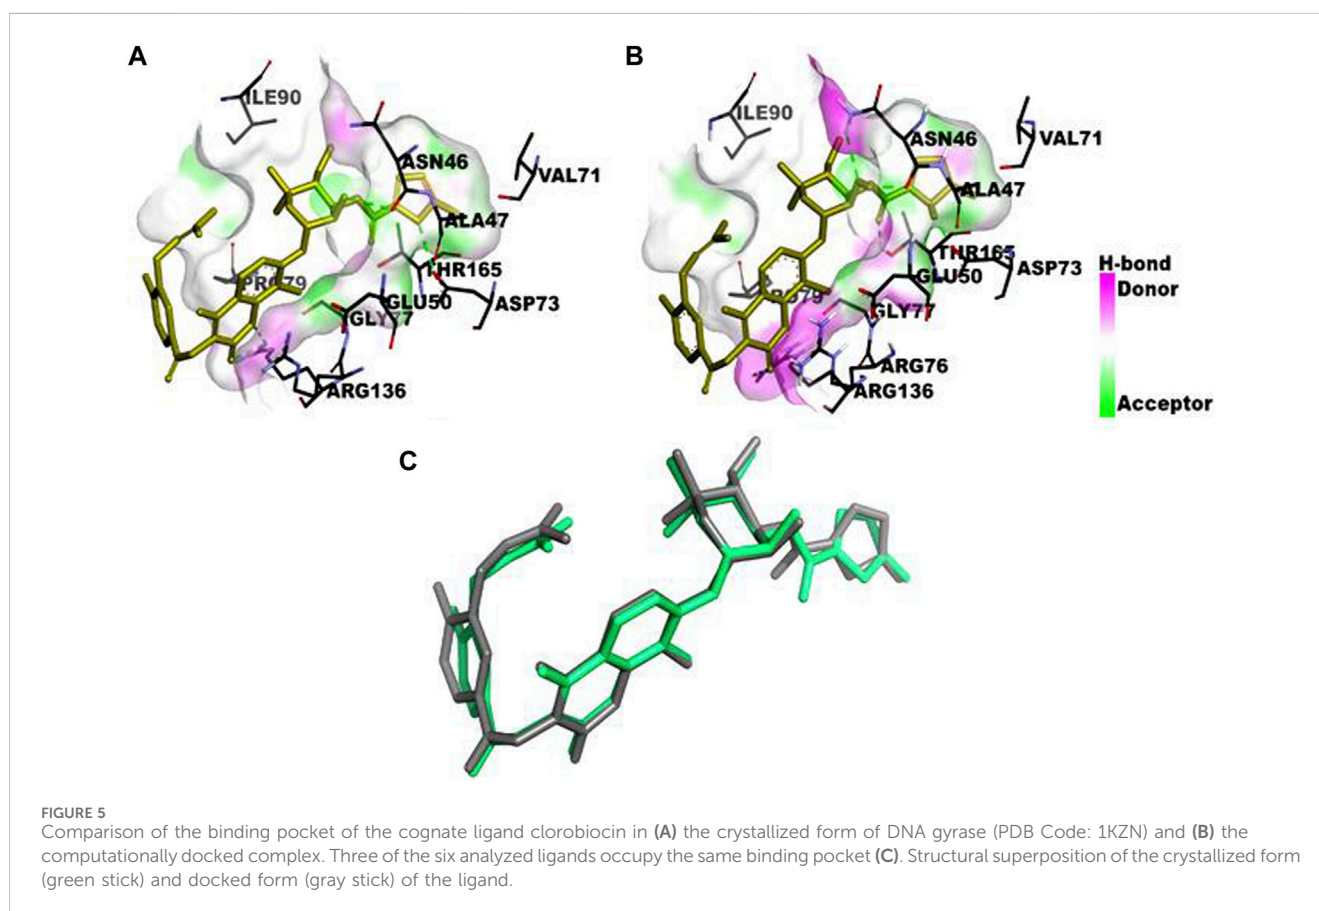 A
ILE90
ASN46
VAL71
ALA47
THR165
PRO79
GLU50
ASP73
GLY77
ARG136
B
ILE90
ASN46
VAL71
ALA47
THR165
GLU50
ASP73
GLY77
ARG76
ARG136
H-bond
Donor
Acceptor
C
FIGURE 5
Comparison of the binding pocket of the cognate ligand clorobiocin in (A) the crystallized form of DNA gyrase (PDB Code: 1KZN) and (B) the
computationally docked complex. Three of the six analyzed ligands occupy the same binding pocket (C). Structural superposition of the crystallized form
(green stick) and docked form (gray stick) of the ligand.